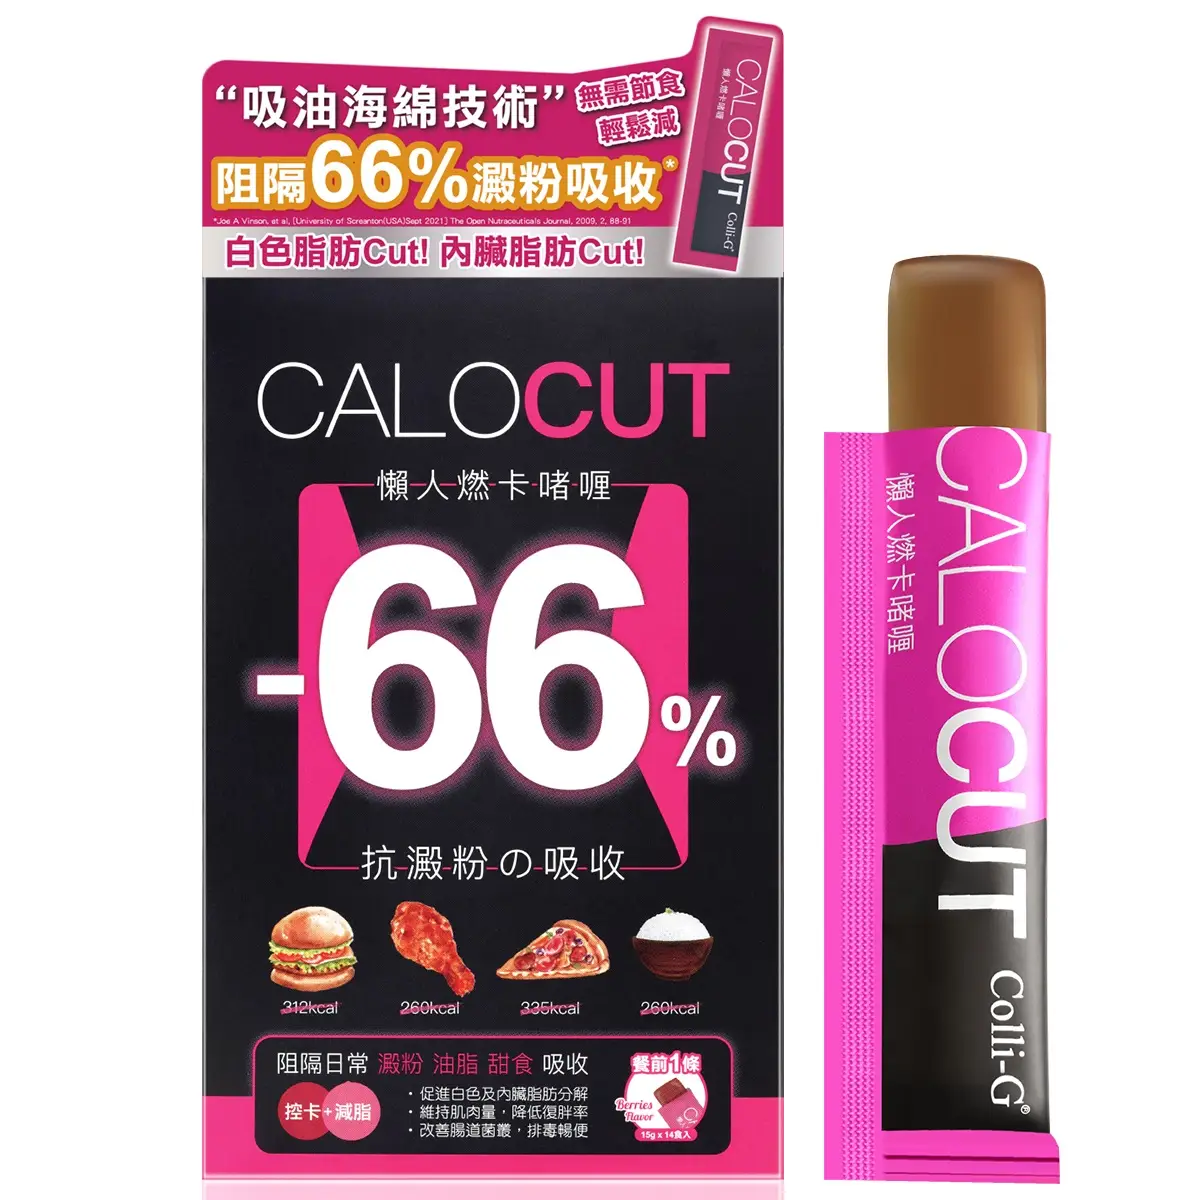 “吸油海綿技術”
無需節食
輕鬆減
阻隔66%澱粉吸收*
*Joe A Vinson, et al, [University of Screanton(USA)Sept 2021] The Open Nutraceuticals Journal, 2009, 2, 88-91
白色脂肪Cut! 內臟脂肪Cut!
CALOCUT
懶人燃卡啫喱
Colli-G®
CALOCUT
懶人燃卡啫喱
-66%
抗澱粉の吸收
312kcal
260kcal
335kcal
260kcal
阻隔日常 澱粉 油脂 甜食 吸收
控卡+減脂
・促進白色及內臟脂肪分解
・維持肌肉量，降低復胖率
・改善腸道菌叢，排毒暢便
餐前1條
Berries
Flavor
15g x 14食入
CALOCUT
懶人燃卡啫喱
Colli-G®